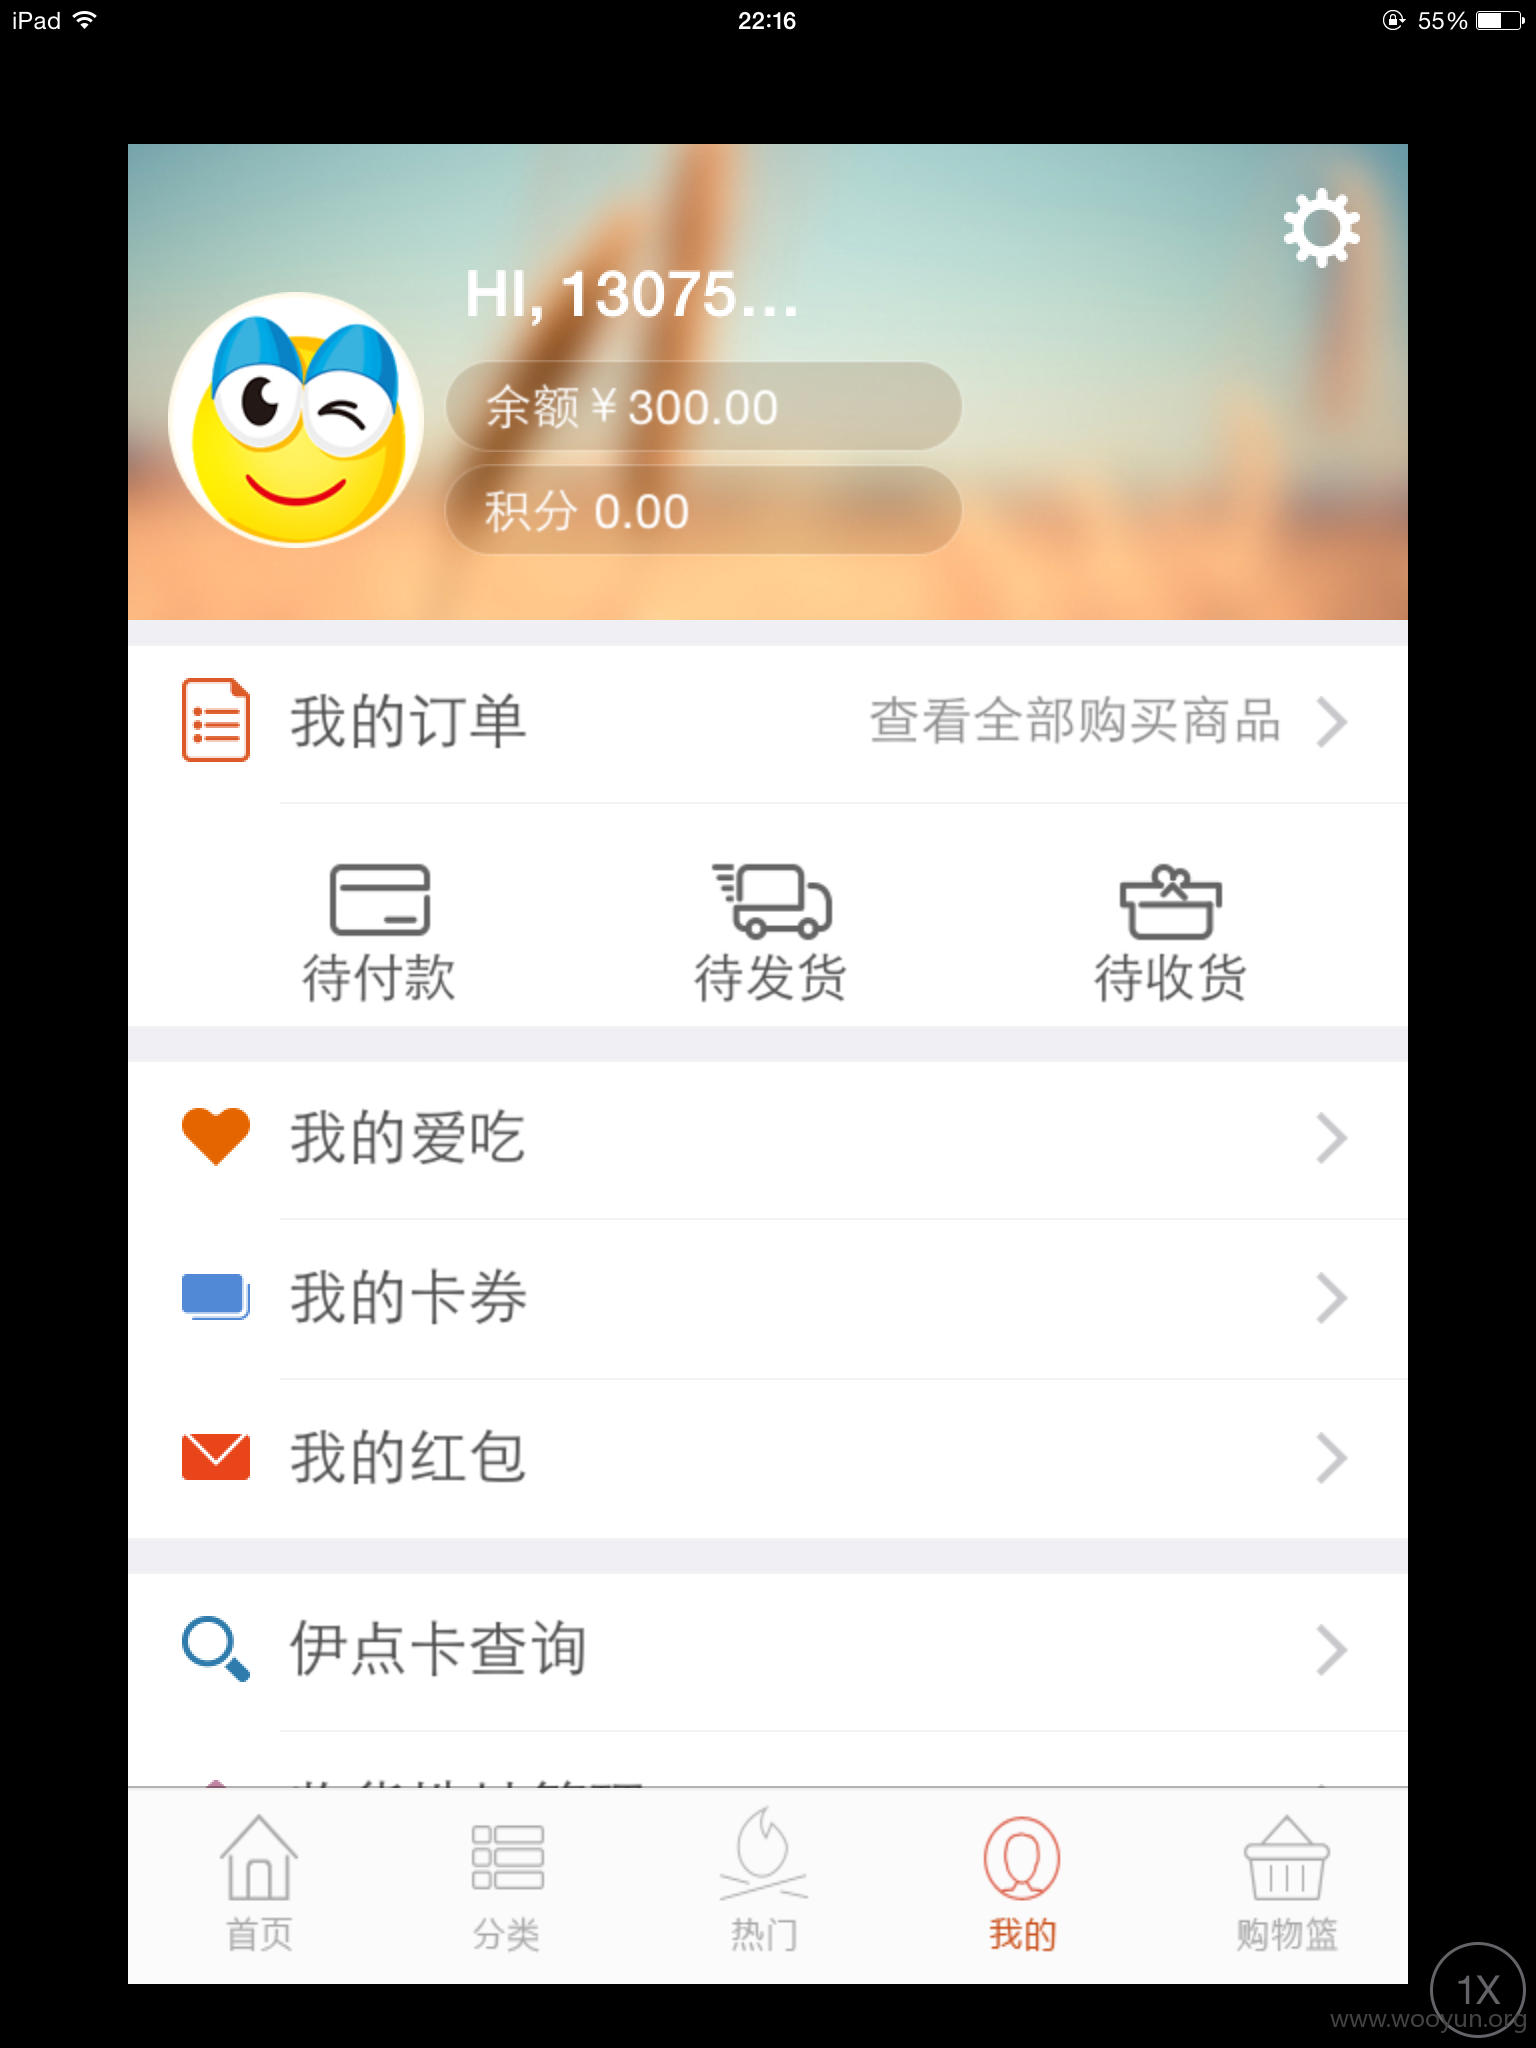 iPad
22:16
55%
HI, 13075...
余额￥300.00
积分 0.00
我的订单
查看全部购买商品
待付款
待发货
待收货
我的爱吃
我的卡券
我的红包
伊点卡查询
首页
分类
热门
我的
购物篮
1X
www.wooyun.org